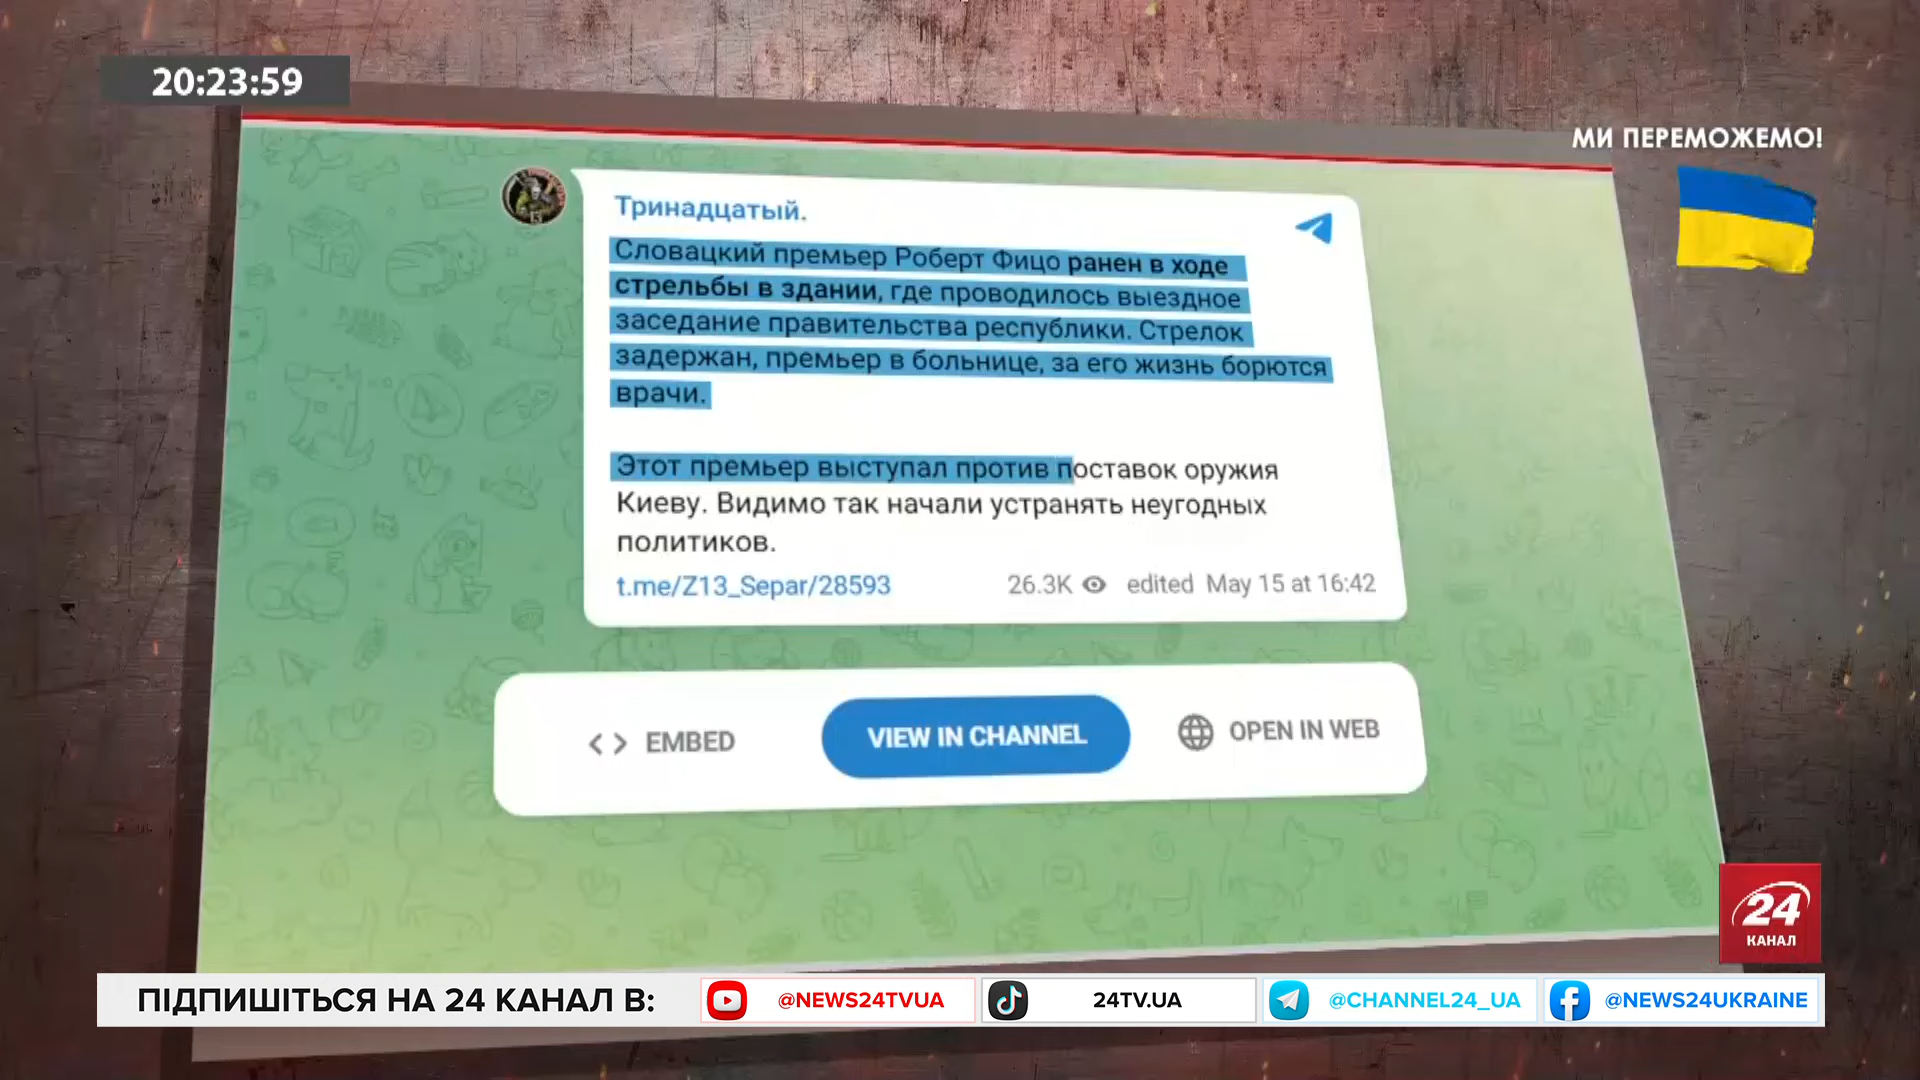 20:23:59
МИ ПЕРЕМОЖЕМО!
Тринадцатый.
Словацкий премьер Роберт Фицо ранен в ходе
стрельбы в здании, где проводилось выездное
заседание правительства республики. Стрелок
задержан, премьер в больнице, за его жизнь борются
врачи.
Этот премьер выступал против поставок оружия
Киеву. Видимо так начали устранять неугодных
политиков.
t.me/Z13_Separ/28593 26.3K edited May 15 at 16:42
EMBED VIEW IN CHANNEL OPEN IN WEB
24
КАНАЛ
ПІДПИШІТЬСЯ НА 24 КАНАЛ В: @NEWS24TVUA 24TV.UA @CHANNEL24_UA @NEWS24UKRAINE